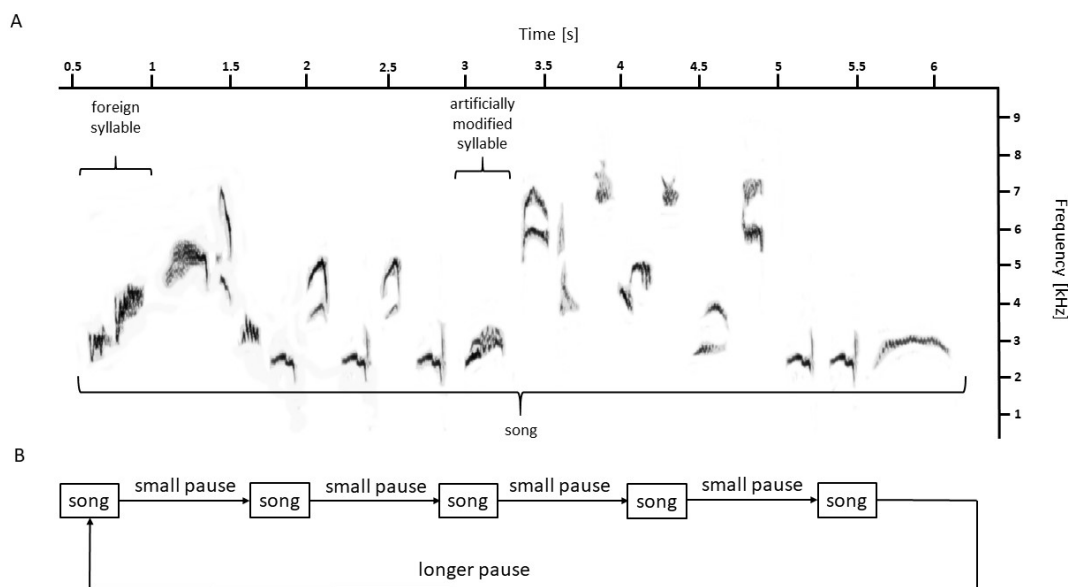 A
Time [s]
0.5 1 1.5 2 2.5 3 3.5 4 4.5 5 5.5 6
foreign
syllable
artificially
modified
syllable
9
8
7
6
5
4
3
2
1
Frequency [kHz]
song
B
song small pause song small pause song small pause song small pause song
longer pause